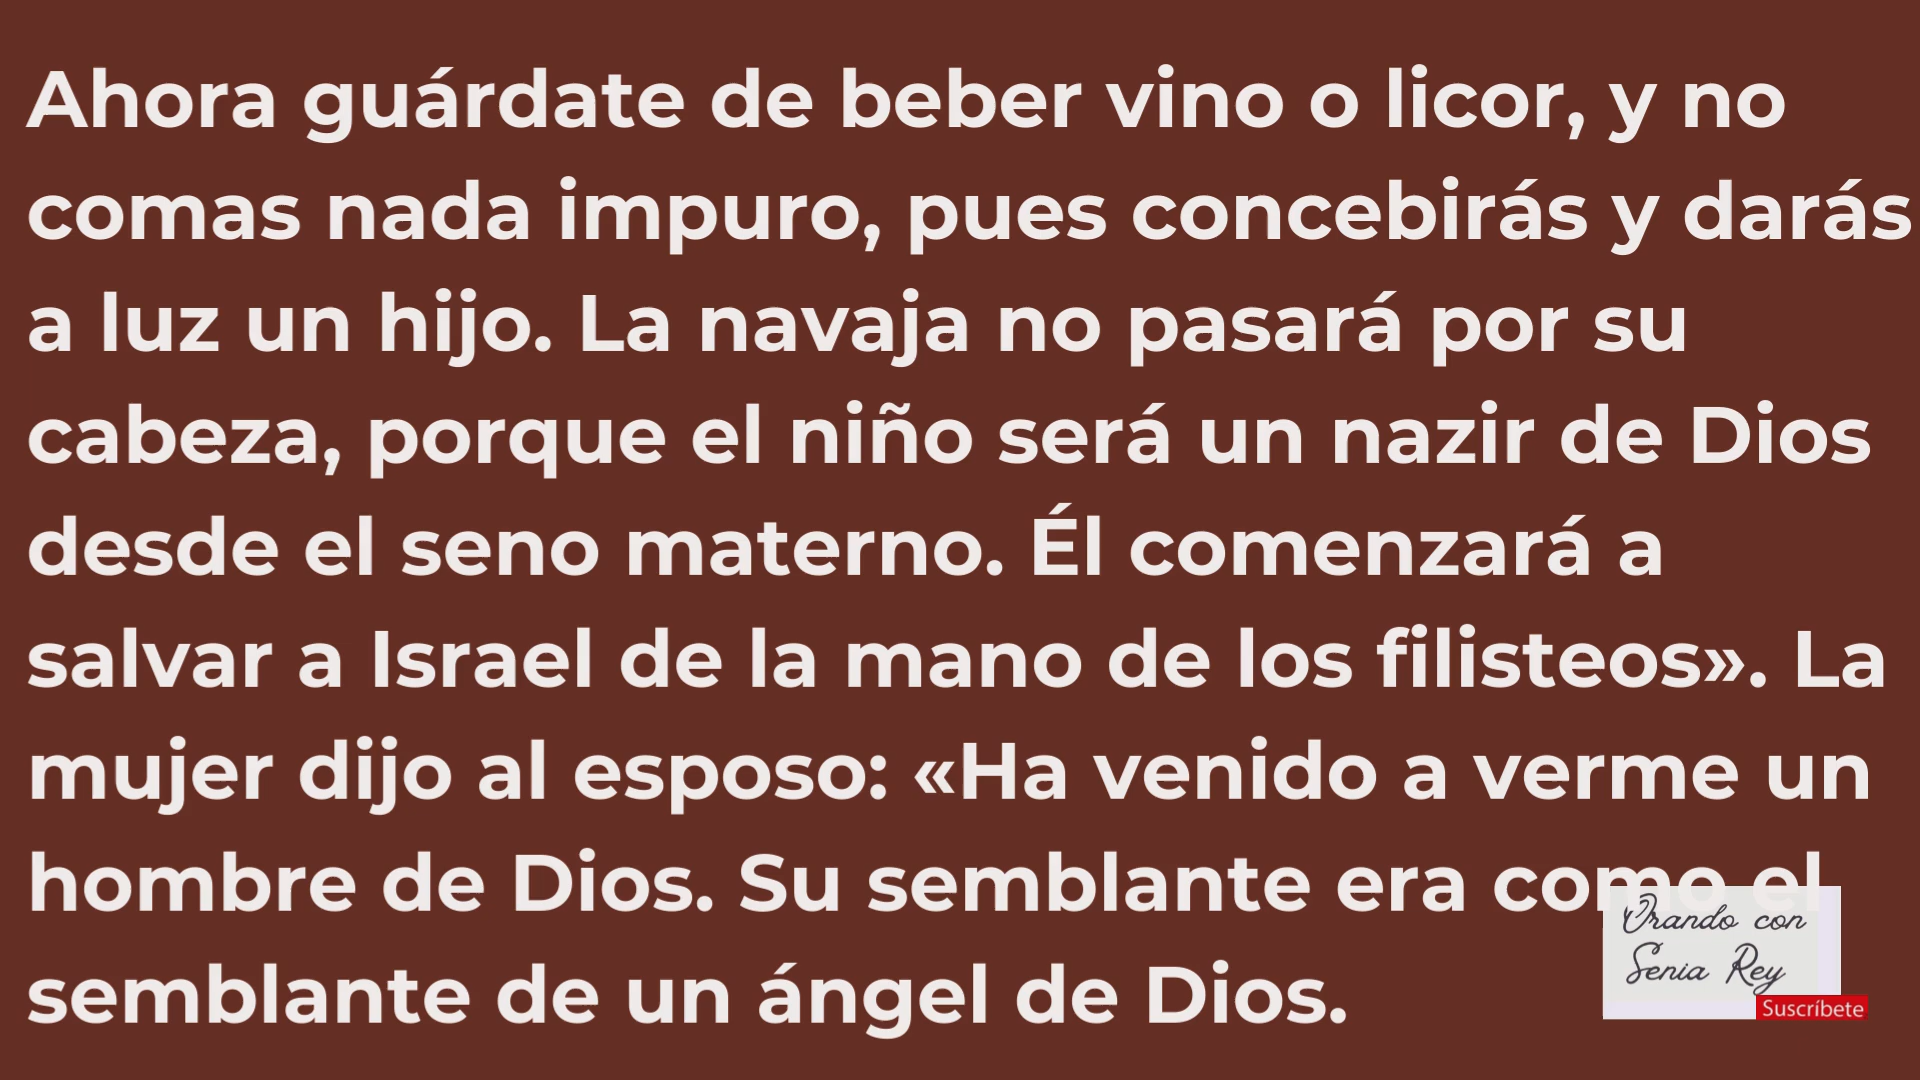 Ahora guárdate de beber vino o licor, y no
comas nada impuro, pues concebirás y darás
a luz un hijo. La navaja no pasará por su
cabeza, porque el niño será un nazir de Dios
desde el seno materno. Él comenzará a
salvar a Israel de la mano de los filisteos». La
mujer dijo al esposo: «Ha venido a verme un
hombre de Dios. Su semblante era como el
semblante de un ángel de Dios.
Orando con
Senia Rey
Suscríbete